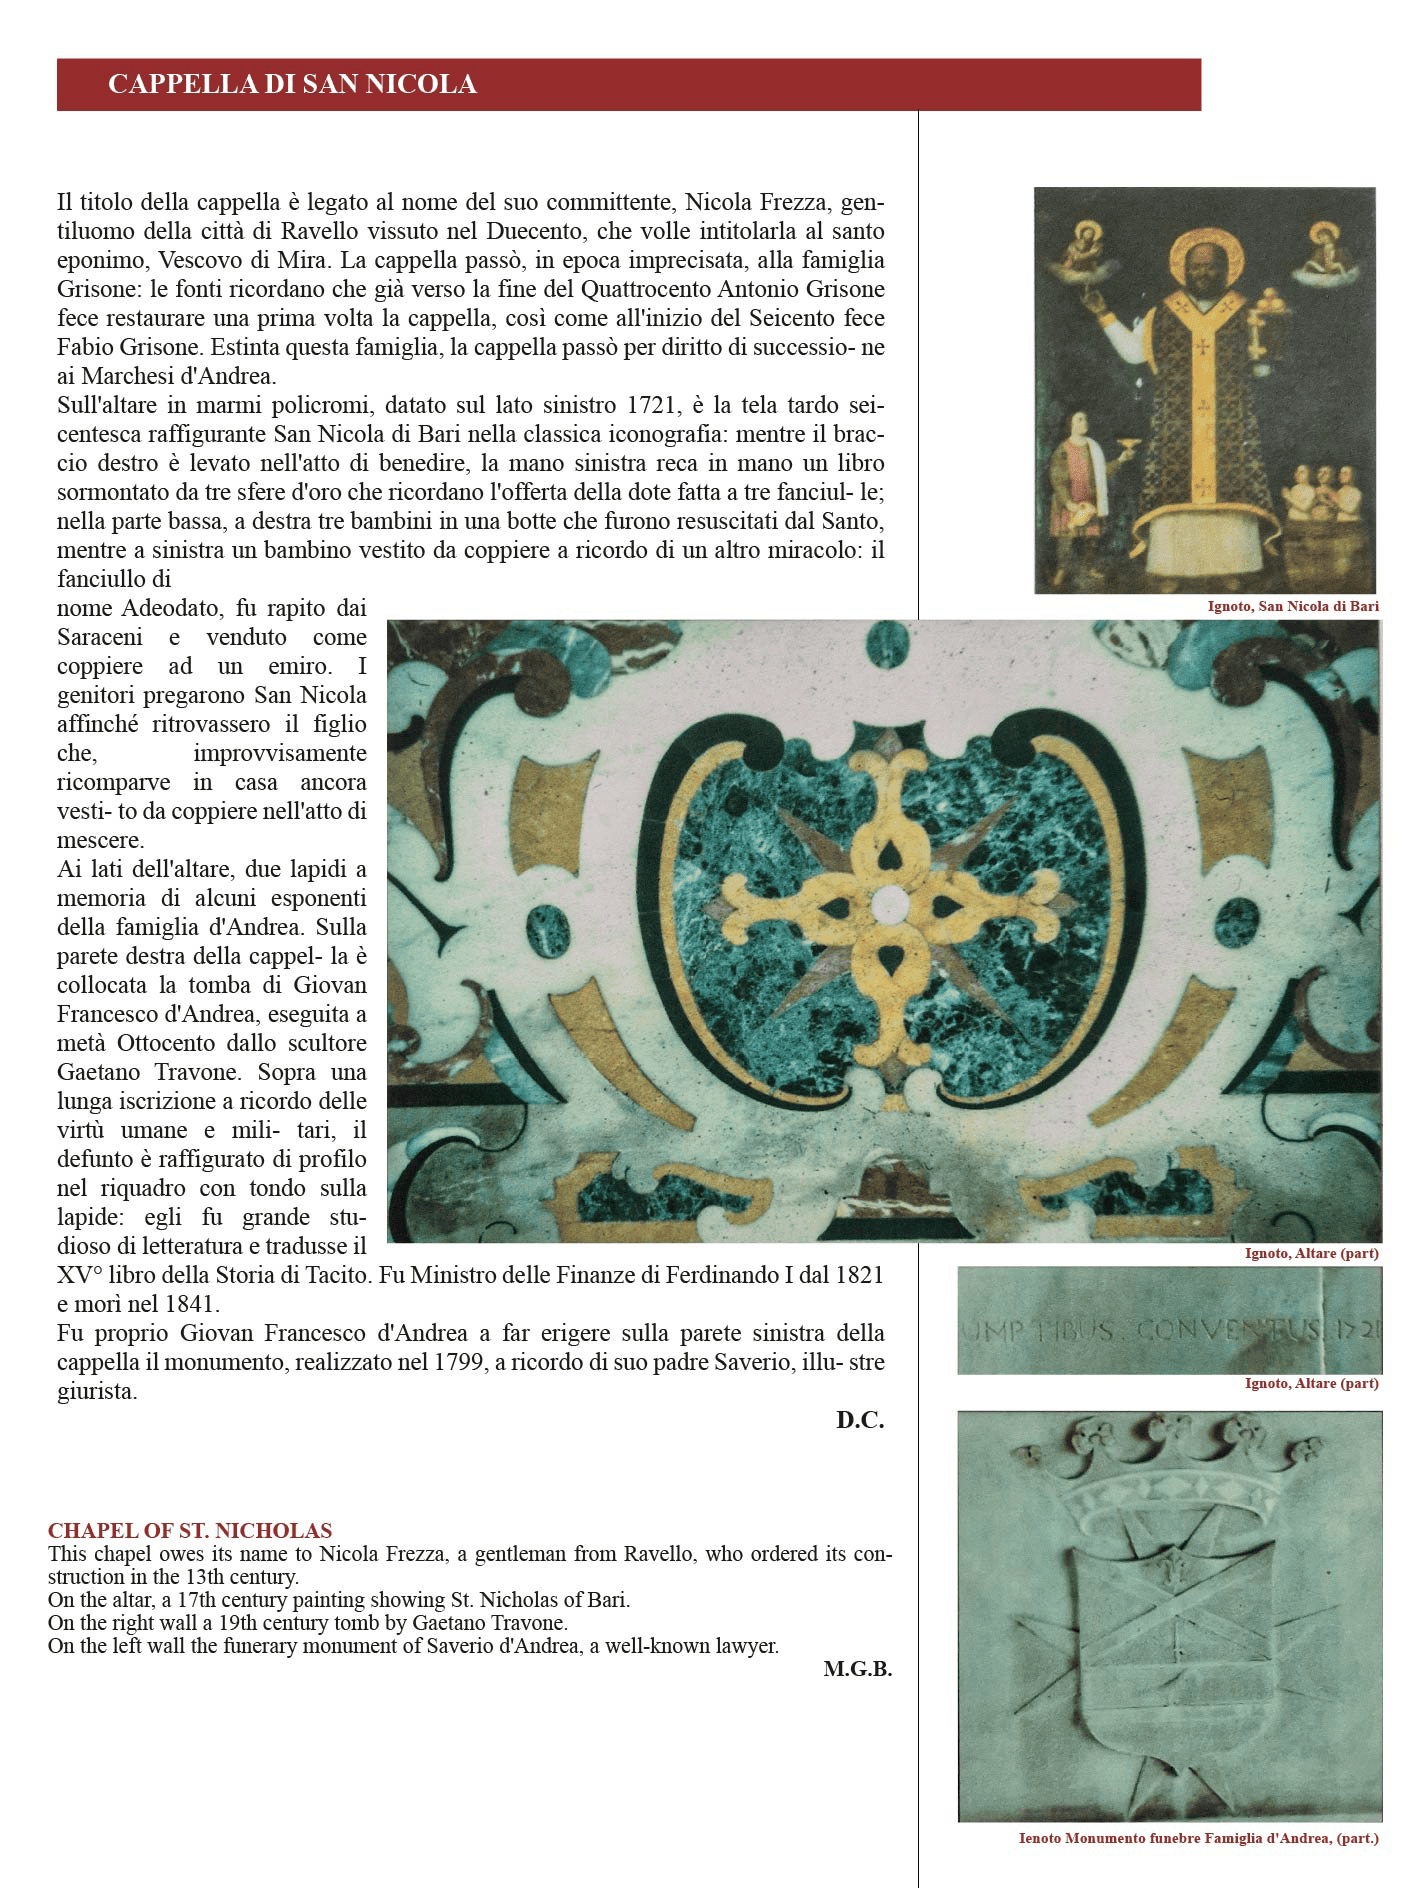 CAPPELLA DI SAN NICOLA
Il titolo della cappella è legato al nome del suo committente, Nicola Frezza, gen-
tiluomo della città di Ravello vissuto nel Duecento, che volle intitolarla al santo
eponimo, Vescovo di Mira. La cappella passò, in epoca imprecisata, alla famiglia
Grisone: le fonti ricordano che già verso la fine del Quattrocento Antonio Grisone
fece restaurare una prima volta la cappella, così come all'inizio del Seicento fece
Fabio Grisone. Estinta questa famiglia, la cappella passò per diritto di successio- ne
ai Marchesi d'Andrea.
Sull'altare in marmi policromi, datato sul lato sinistro 1721, è la tela tardo sei-
centesca raffigurante San Nicola di Bari nella classica iconografia: mentre il brac-
cio destro è levato nell'atto di benedire, la mano sinistra reca in mano un libro
sormontato da tre sfere d'oro che ricordano l'offerta della dote fatta a tre fanciul- le;
nella parte bassa, a destra tre bambini in una botte che furono resuscitati dal Santo,
mentre a sinistra un bambino vestito da coppiere a ricordo di un altro miracolo: il
fanciullo di
nome Adeodato, fu rapito dai
Saraceni e venduto come
coppiere ad un emiro. I
genitori pregarono San Nicola
affinché ritrovassero il figlio
che, improvvisamente
ricomparve in casa ancora
vesti- to da coppiere nell'atto di
mescere.
Ai lati dell'altare, due lapidi a
memoria di alcuni esponenti
della famiglia d'Andrea. Sulla
parete destra della cappel- la è
collocata la tomba di Giovan
Francesco d'Andrea, eseguita a
metà Ottocento dallo scultore
Gaetano Travone. Sopra una
lunga iscrizione a ricordo delle
virtù umane e mili- tari, il
defunto è raffigurato di profilo
nel riquadro con tondo sulla
lapide: egli fu grande stu-
dioso di letteratura e tradusse il
XV° libro della Storia di Tacito. Fu Ministro delle Finanze di Ferdinando I dal 1821
e morì nel 1841.
Fu proprio Giovan Francesco d'Andrea a far erigere sulla parete sinistra della
cappella il monumento, realizzato nel 1799, a ricordo di suo padre Saverio, illu- stre
giurista.
D.C.
CHAPEL OF ST. NICHOLAS
This chapel owes its name to Nicola Frezza, a gentleman from Ravello, who ordered its con-
struction in the 13th century.
On the altar, a 17th century painting showing St. Nicholas of Bari.
On the right wall a 19th century tomb by Gaetano Travone.
On the left wall the funerary monument of Saverio d'Andrea, a well-known lawyer.
M.G.B.
Ignoto, San Nicola di Bari
Ignoto, Altare (part)
UMPTIBUS. CONVENTUS. 1721
Ignoto, Altare (part)
Ienoto Monumento funebre Famiglia d'Andrea, (part.)